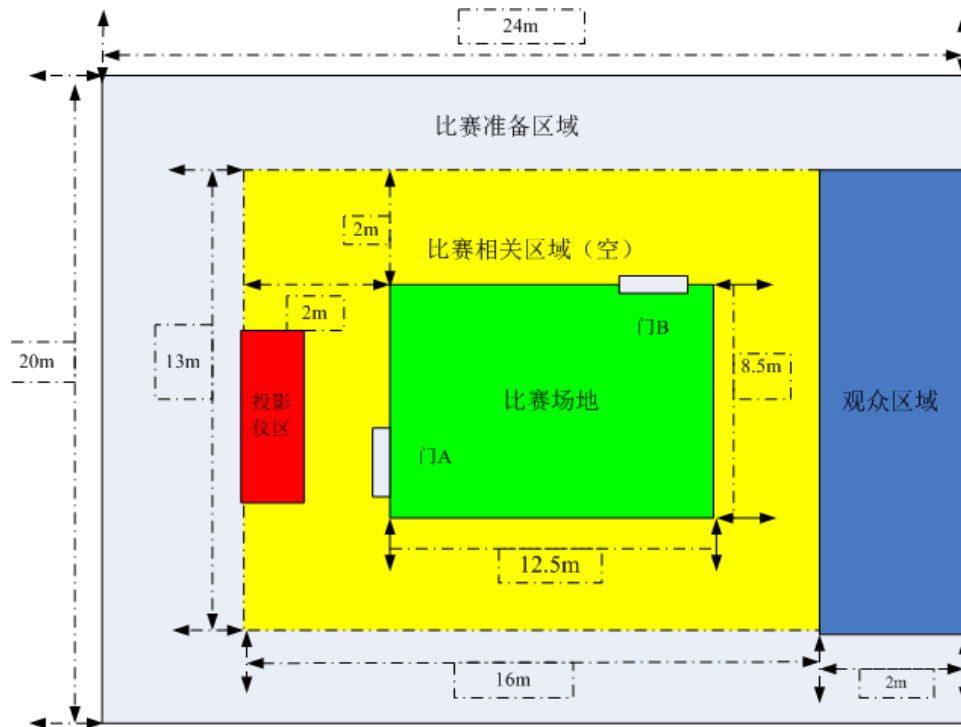 24m
比赛准备区域
2m
比赛相关区域（空）
2m
门B
20m
13m
8.5m
投影
仪区
比赛场地
观众区域
门A
12.5m
16m
2m